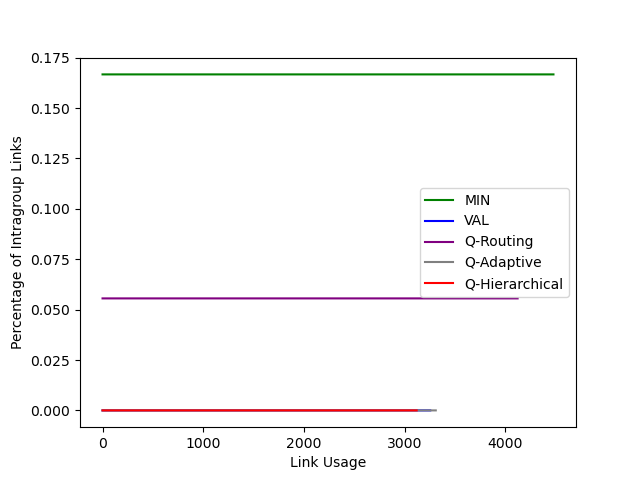 0.175
0.150
0.125
0.100
0.075
0.050
0.025
0.000
Percentage of Intragroup Links
MIN
VAL
Q-Routing
Q-Adaptive
Q-Hierarchical
0 1000 2000 3000 4000
Link Usage